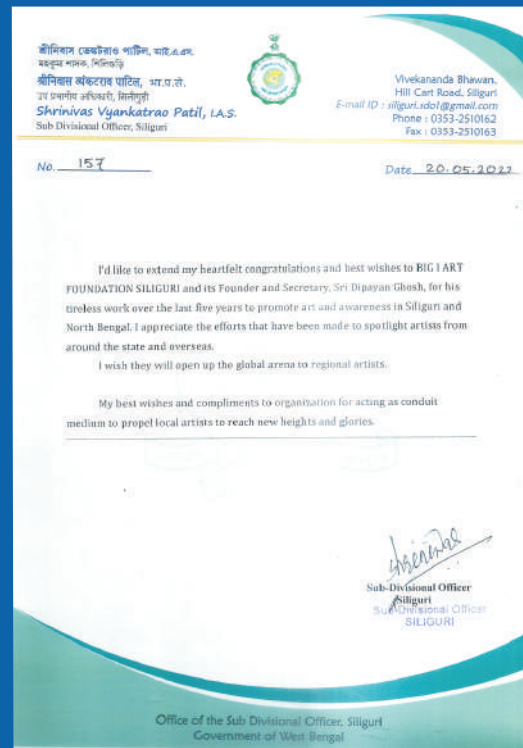 শ্রীনিবাস ভেঙ্কটরাও পাটিল, আই.এ.এস.
মহকুমা শাসক, শিলিগুড়ি
श्रीनिवास व्यंकटराव पाटिल, भा.प.से.
उप प्रभागीय अधिकारी, सिलीगुड़ी
Shrinivas Vyankatrao Patil, I.A.S.
Sub Divisional Officer, Siliguri
Vivekananda Bhawan,
Hill Cart Road, Siliguri
E-mail ID : siliguri.sdo1@gmail.com
Phone : 0353-2510162
Fax : 0353-2510163
No. 157
Date 20.05.2022
I'd like to extend my heartfelt congratulations and best wishes to BIG I ART
FOUNDATION SILIGURI and its Founder and Secretary, Sri Dipayan Ghosh, for his
tireless work over the last five years to promote art and awareness in Siliguri and
North Bengal. I appreciate the efforts that have been made to spotlight artists from
around the state and overseas.
I wish they will open up the global arena to regional artists.
My best wishes and compliments to organization for acting as conduit
medium to propel local artists to reach new heights and glories.
Sub-Divisional Officer
Siliguri
Sub-Divisional Officer
SILIGURI
Office of the Sub Divisional Officer, Siliguri
Government of West Bengal